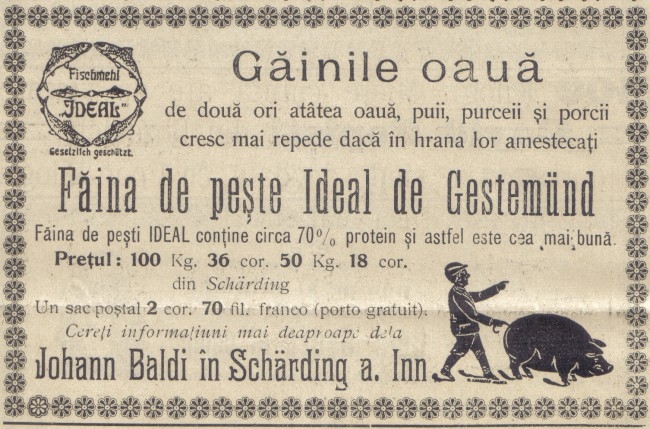 Fischmehl
"IDEAL"
Gesetzlich geschützt.
Găinile oauă
de două ori atâtea oauă, puii, purceii și porcii
cresc mai repede dacă în hrana lor amestecați
Făina de pește Ideal de Gestemünd
Făina de pești IDEAL conține circa 70% protein și astfel este cea mai bună.
Prețul: 100 Kg. 36 cor. 50 Kg. 18 cor.
din Schärding
Un sac poștal 2 cor. 70 fil. franco (porto gratuit).
Cereți informațiuni mai deaproape dela
Johann Baldi în Schärding a. Inn